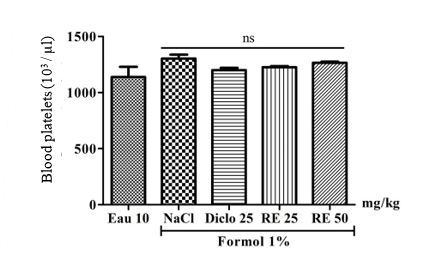 ns
Blood platelets (10³ / µl)
1500
1000
500
0
mg/kg
Eau 10 NaCl Diclo 25 RE 25 RE 50
Formol 1%